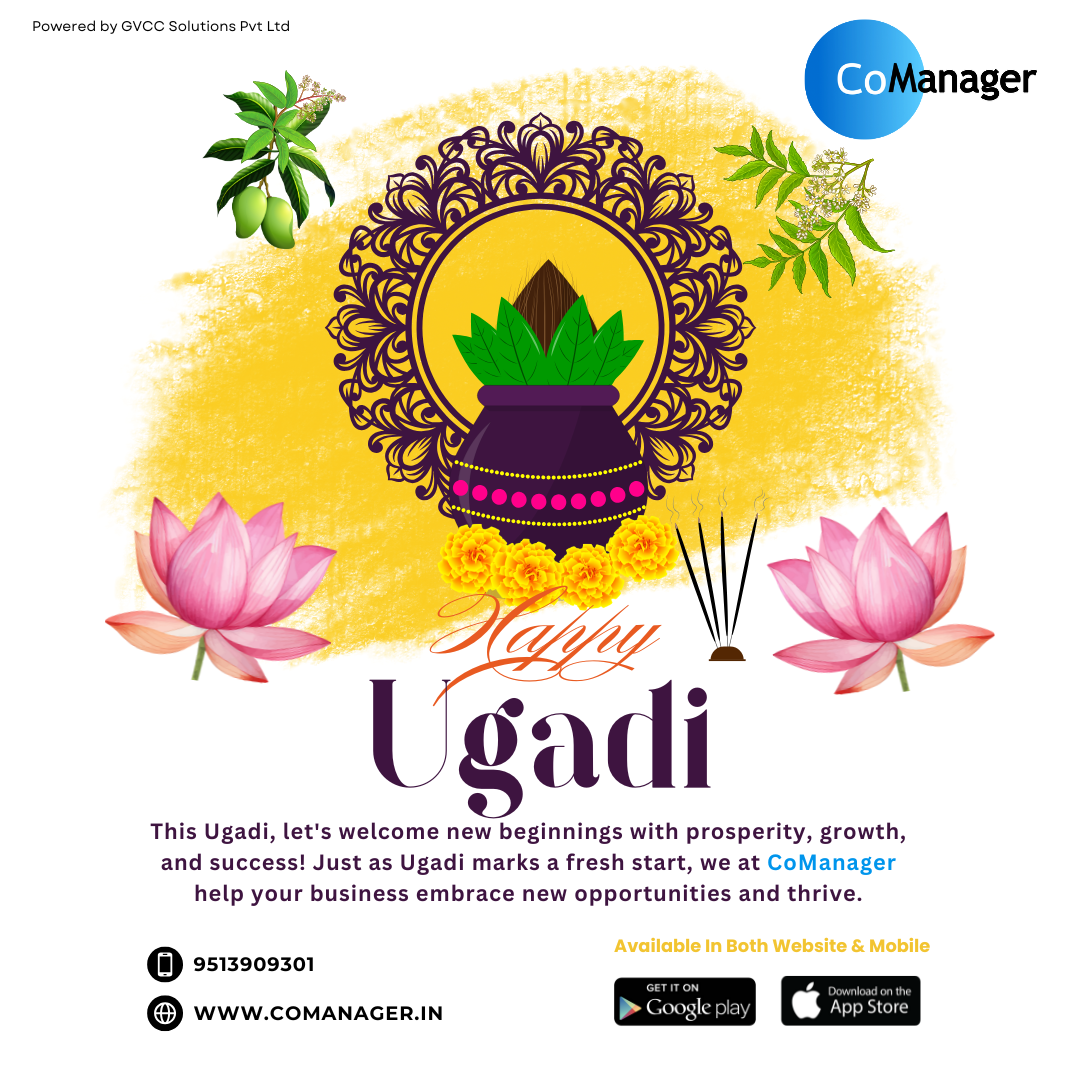 Powered by GVCC Solutions Pvt Ltd
CoManager
Happy
Ugadi
This Ugadi, let's welcome new beginnings with prosperity, growth,
and success! Just as Ugadi marks a fresh start, we at CoManager
help your business embrace new opportunities and thrive.
9513909301
WWW.COMANAGER.IN
Available In Both Website & Mobile
GET IT ON
Google play
Download on the
App Store